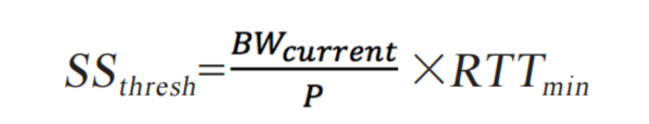 SS_thresh = BW_current / P × RTT_min